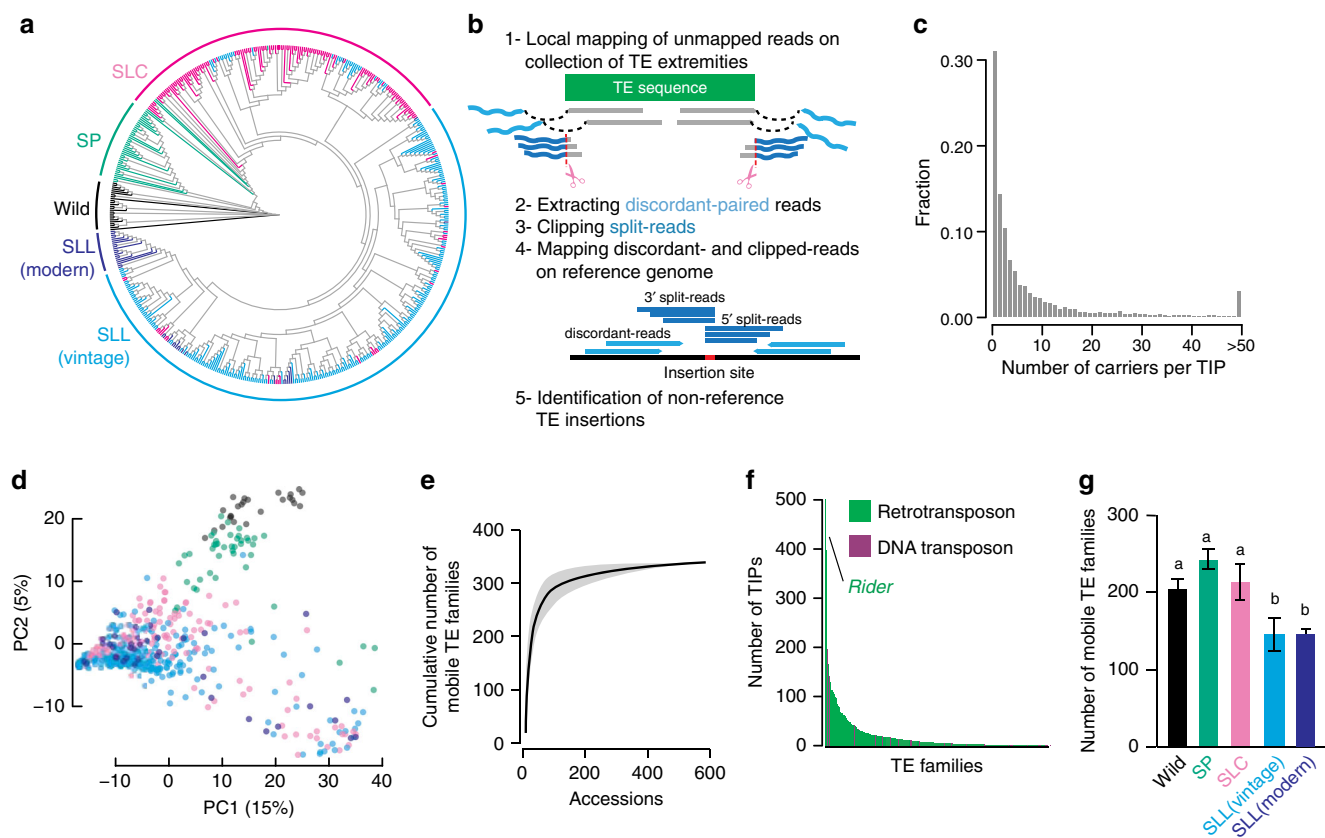 a
SLC
SP
Wild
SLL
(modern)
SLL
(vintage)
b
1- Local mapping of unmapped reads on
collection of TE extremities
TE sequence
2- Extracting discordant-paired reads
3- Clipping split-reads
4- Mapping discordant- and clipped-reads
on reference genome
3′ split-reads
5′ split-reads
discordant-reads
Insertion site
5- Identification of non-reference
TE insertions
c
0.30
0.20
0.10
0.00
Fraction
0 10 20 30 40 >50
Number of carriers per TIP
d
20
10
0
−10
PC2 (5%)
−10 0 10 20 30 40
PC1 (15%)
e
400
300
200
100
0
Cumulative number of
mobile TE families
0 200 400 600
Accessions
f
500
400
300
200
100
0
Number of TIPs
Retrotransposon
DNA transposon
Rider
TE families
g
300
200
100
0
Number of mobile TE families
a a a b b
Wild
SP
SLC
SLL(vintage)
SLL(modern)